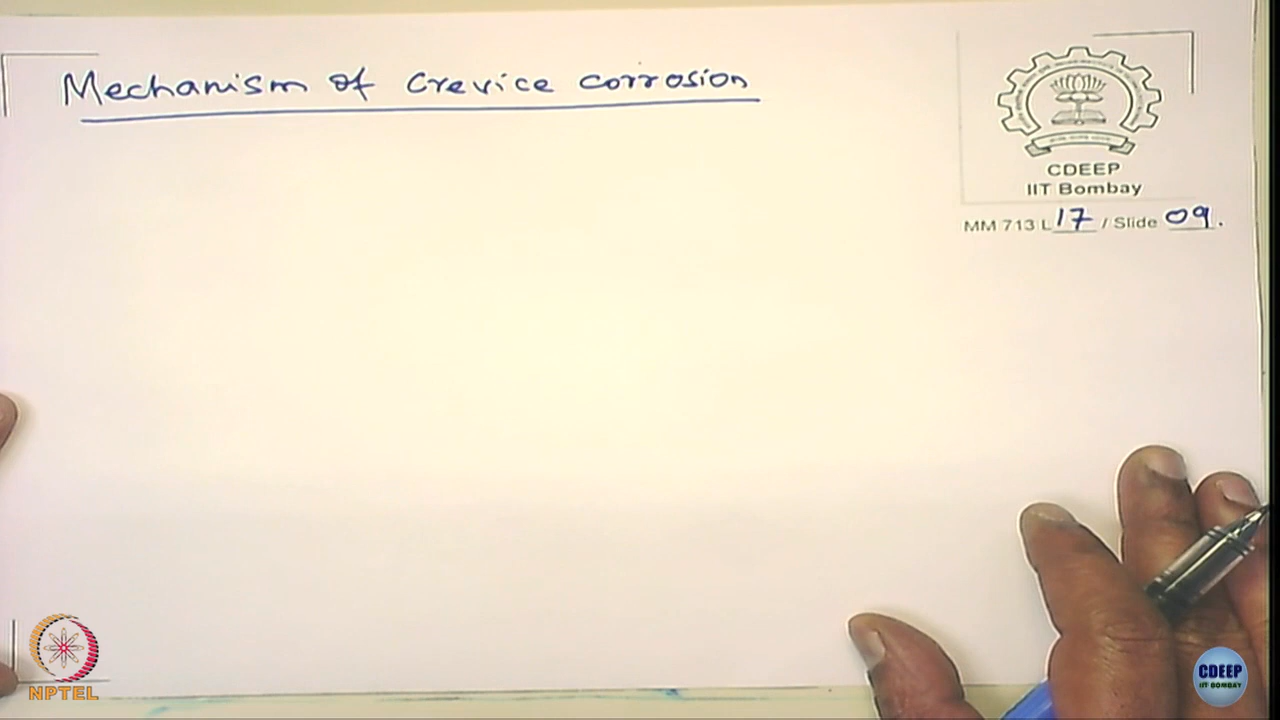 Mechanism of crevice corrosion
CDEEP
IIT Bombay
MM 713 L 17 / Slide 09.
NPTEL
CDEEP
IIT BOMBAY